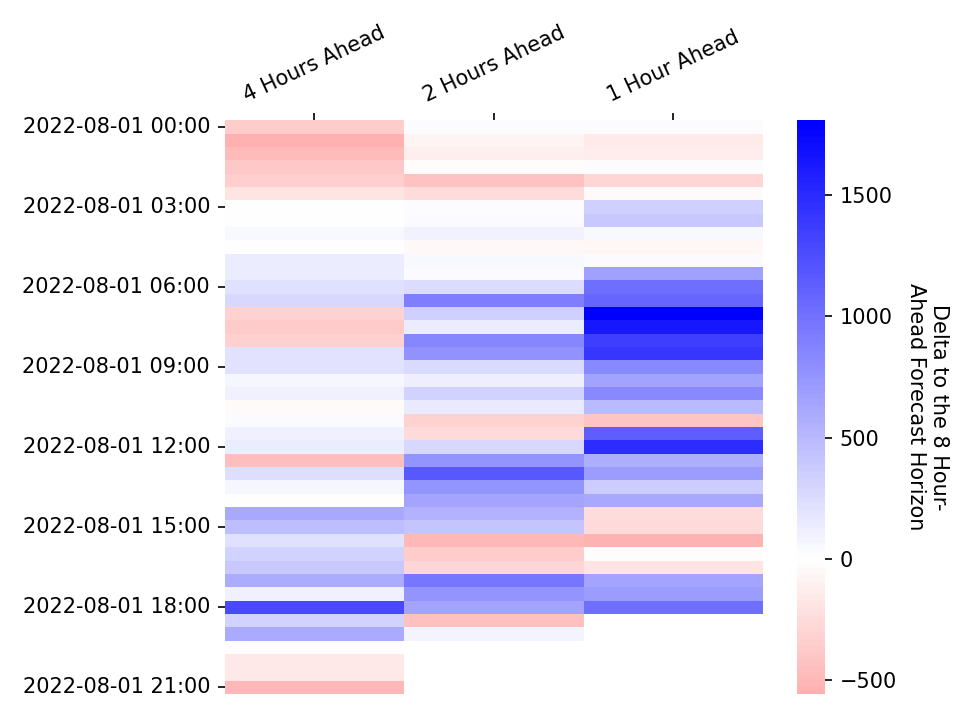 4 Hours Ahead
2 Hours Ahead
1 Hour Ahead
2022-08-01 00:00
2022-08-01 03:00
2022-08-01 06:00
2022-08-01 09:00
2022-08-01 12:00
2022-08-01 15:00
2022-08-01 18:00
2022-08-01 21:00
1500
1000
500
0
−500
Delta to the 8 Hour-
Ahead Forecast Horizon